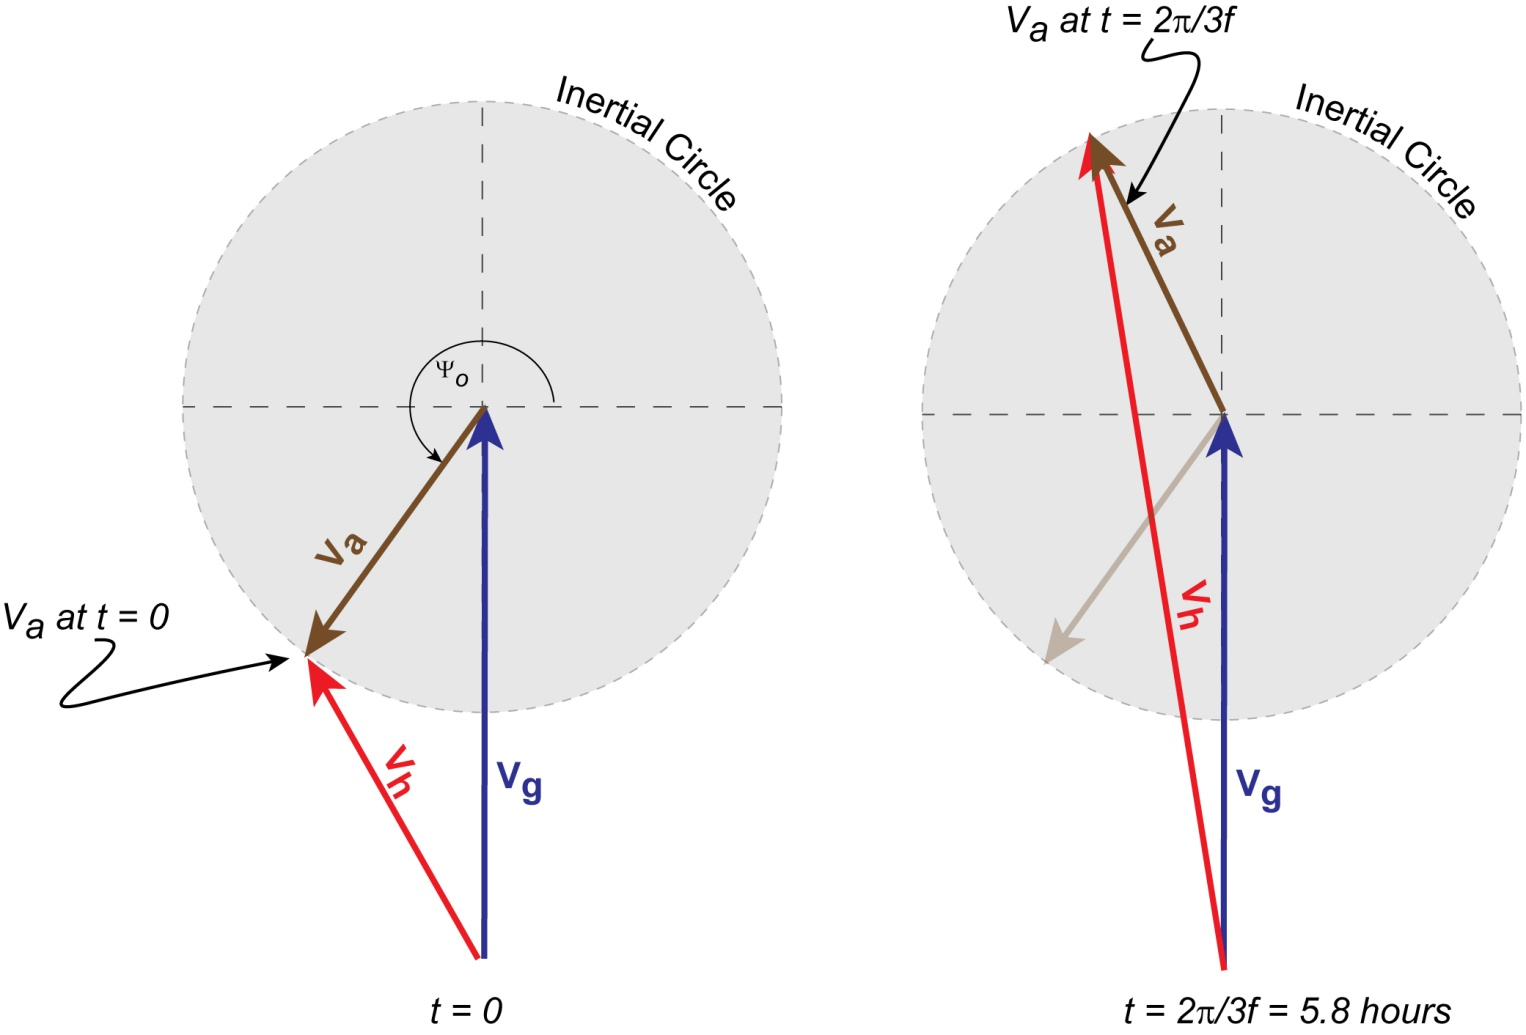 Va at t = 2π/3f
Inertial Circle
Inertial Circle
Va
Ψo
Va
Va at t = 0
Vh
Vh
Vg
Vg
t = 0
t = 2π/3f = 5.8 hours